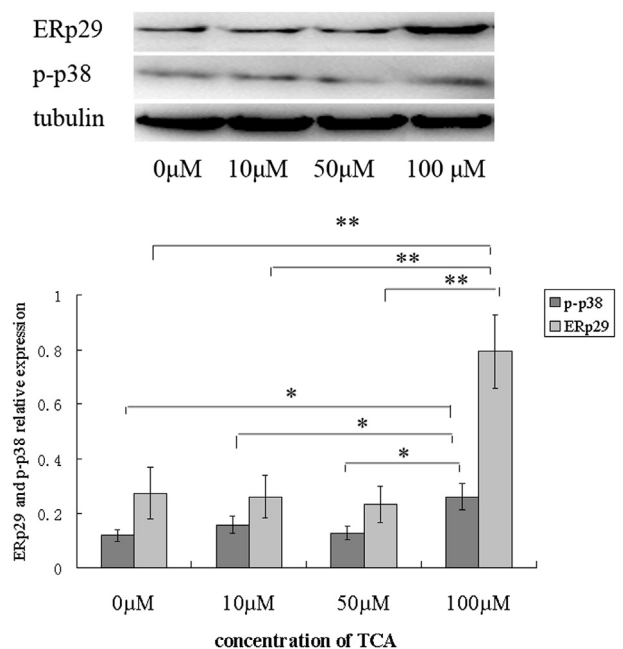 ERp29
p-p38
tubulin
0μM 10μM 50μM 100 μM
**
**
**
*
*
*
p-p38
ERp29
ERp29 and p-p38 relative expression
1
0.8
0.6
0.4
0.2
0
0μM 10μM 50μM 100μM
concentration of TCA